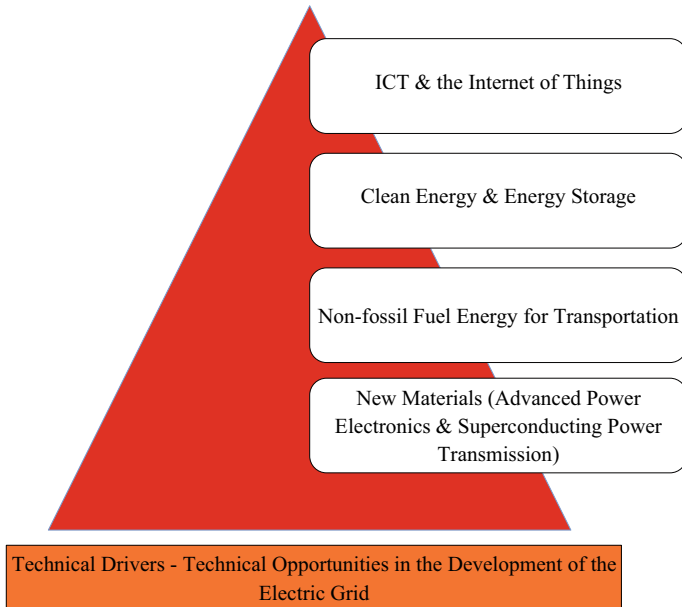 ICT & the Internet of Things
Clean Energy & Energy Storage
Non-fossil Fuel Energy for Transportation
New Materials (Advanced Power
Electronics & Superconducting Power
Transmission)
Technical Drivers - Technical Opportunities in the Development of the
Electric Grid